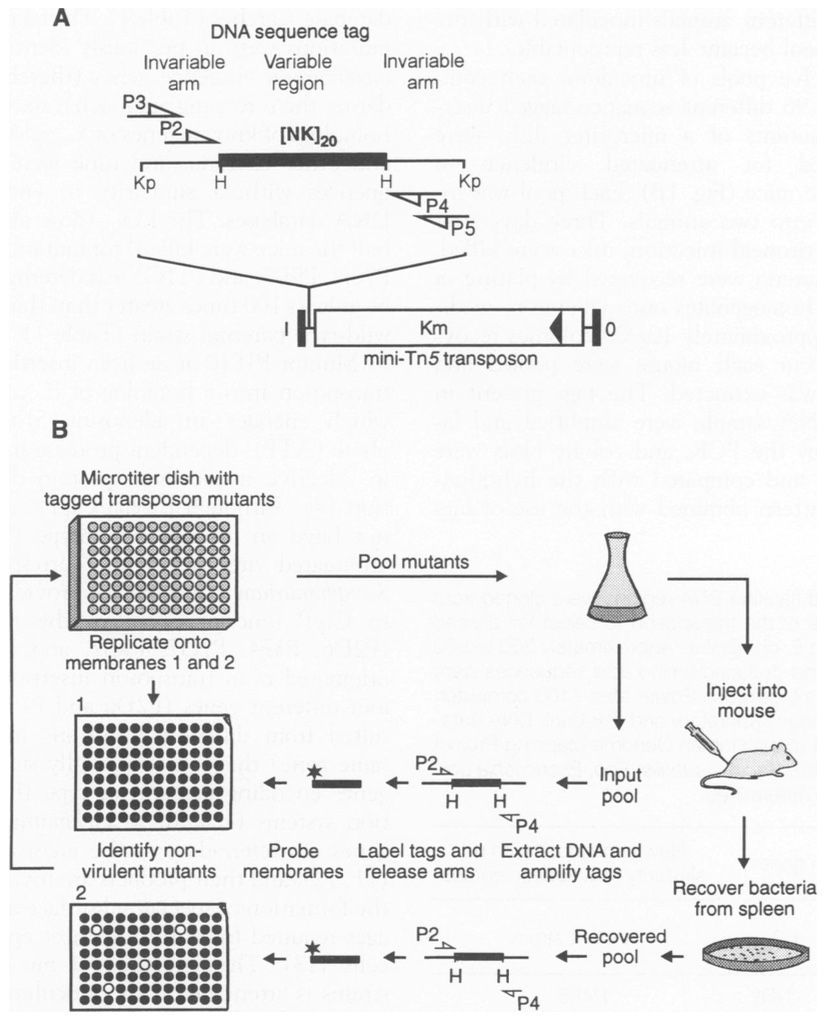 A
DNA sequence tag
Invariable arm
Variable region
Invariable arm
P3
P2
[NK]20
Kp
H
H
Kp
P4
P5
I
Km
0
mini-Tn5 transposon
B
Microtiter dish with
tagged transposon mutants
Pool mutants
Replicate onto
membranes 1 and 2
Inject into
mouse
1
P2
H
H
P4
Input
pool
Identify non-
virulent mutants
Probe
membranes
Label tags and
release arms
Extract DNA and
amplify tags
Recover bacteria
from spleen
2
P2
H
H
P4
Recovered
pool